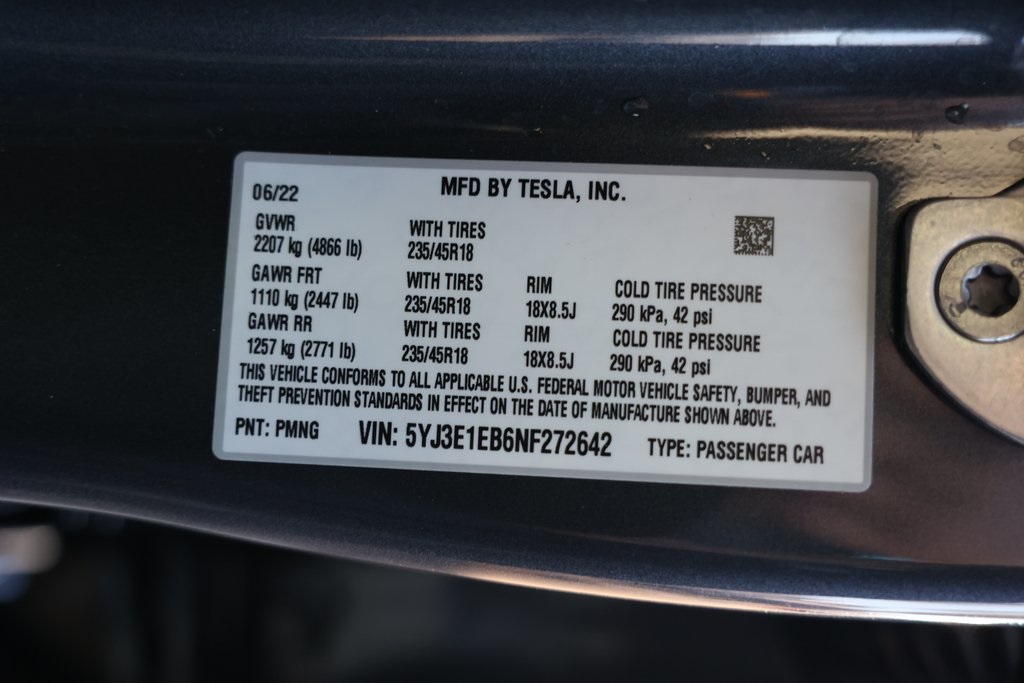 06/22 MFD BY TESLA, INC.
GVWR WITH TIRES
2207 kg (4866 lb) 235/45R18
GAWR FRT WITH TIRES RIM COLD TIRE PRESSURE
1110 kg (2447 lb) 235/45R18 18X8.5J 290 kPa, 42 psi
GAWR RR WITH TIRES RIM COLD TIRE PRESSURE
1257 kg (2771 lb) 235/45R18 18X8.5J 290 kPa, 42 psi
THIS VEHICLE CONFORMS TO ALL APPLICABLE U.S. FEDERAL MOTOR VEHICLE SAFETY, BUMPER, AND
THEFT PREVENTION STANDARDS IN EFFECT ON THE DATE OF MANUFACTURE SHOWN ABOVE.
PNT: PMNG VIN: 5YJ3E1EB6NF272642 TYPE: PASSENGER CAR